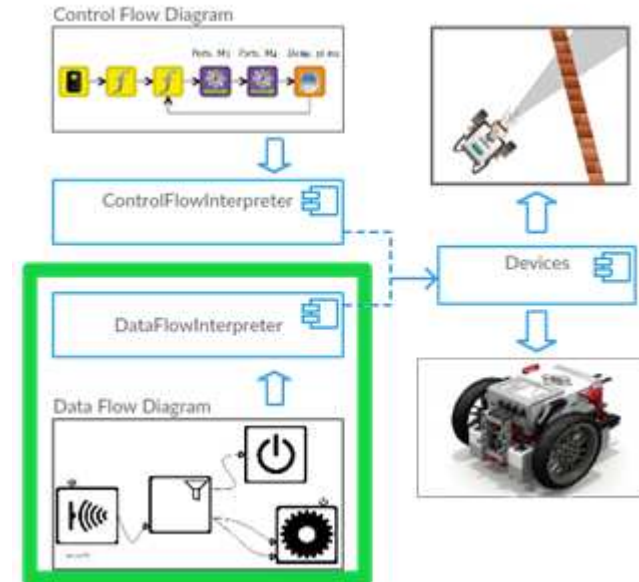 Control Flow Diagram
ControlFlowInterpreter
Devices
DataFlowInterpreter
Data Flow Diagram